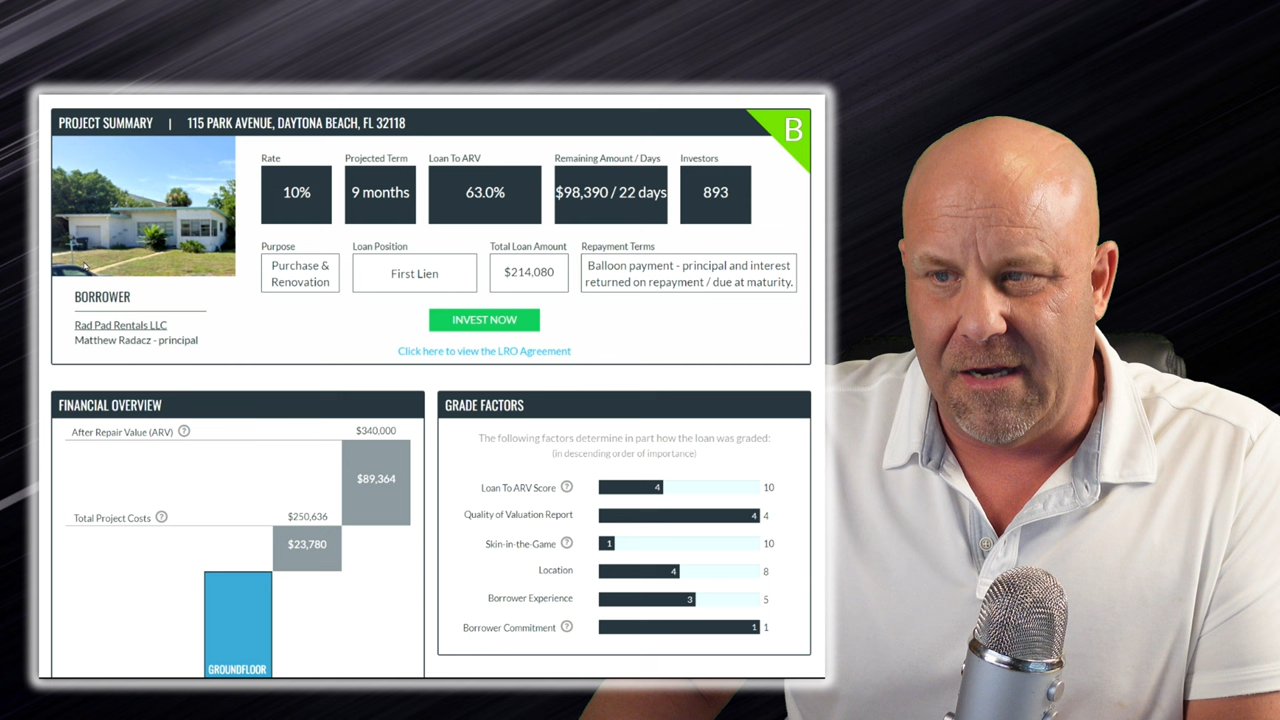 PROJECT SUMMARY | 115 PARK AVENUE, DAYTONA BEACH, FL 32118
B
Rate
Projected Term
Loan To ARV
Remaining Amount / Days
Investors
10%
9 months
63.0%
$98,390 / 22 days
893
Purpose
Loan Position
Total Loan Amount
Repayment Terms
Purchase &
Renovation
First Lien
$214,080
Balloon payment - principal and interest
returned on repayment / due at maturity.
BORROWER
Rad Pad Rentals LLC
Matthew Radacz - principal
INVEST NOW
Click here to view the LRO Agreement
FINANCIAL OVERVIEW
After Repair Value (ARV) ?
$340,000
$89,364
Total Project Costs ?
$250,636
$23,780
GROUNDFLOOR
GRADE FACTORS
The following factors determine in part how the loan was graded:
(in descending order of importance)
Loan To ARV Score ? 4 10
Quality of Valuation Report 4 4
Skin-in-the-Game ? 1 10
Location 4 8
Borrower Experience 3 5
Borrower Commitment ? 1 1